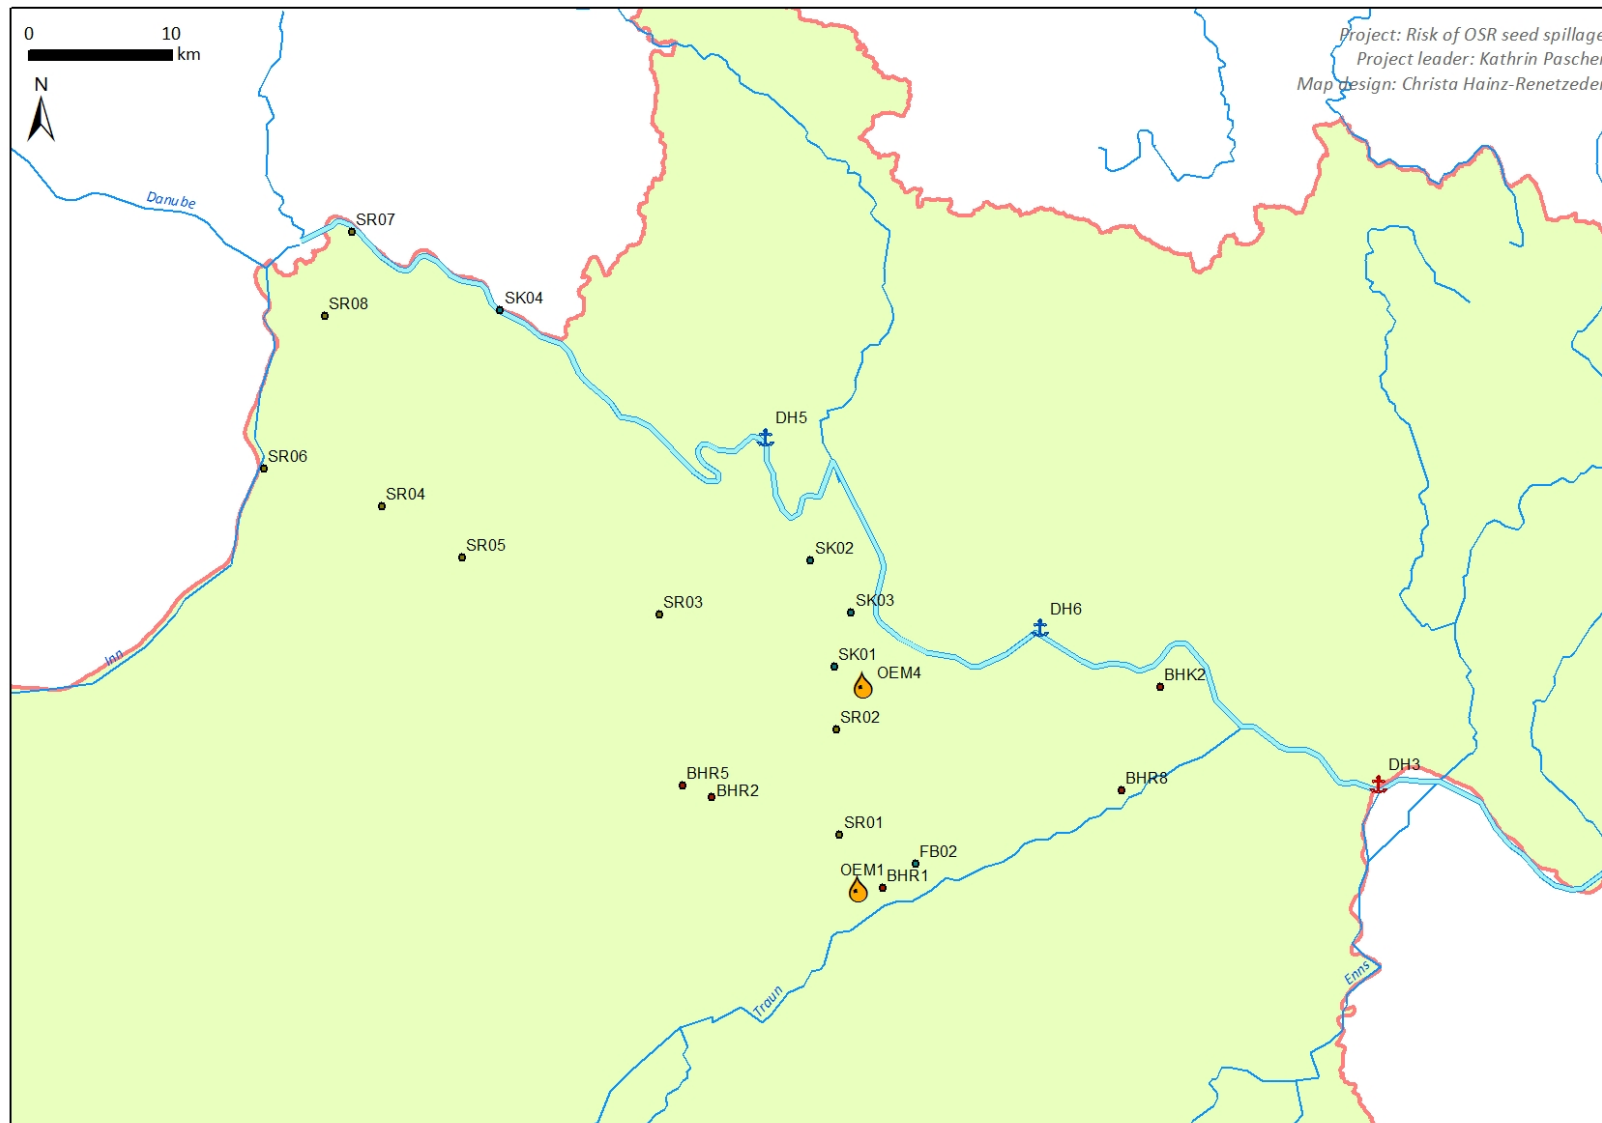 0 10
km
N
Project: Risk of OSR seed spillage
Project leader: Kathrin Pascher
Map design: Christa Hainz-Renetzeder
Danube
SR07
SK04
SR08
DH5
SR06
SR04
SR05
SK02
SR03
SK03
DH6
Inn
SK01
OEM4
BHK2
SR02
DH3
BHR5
BHR2
BHR8
SR01
FB02
OEM1
BHR1
Enns
Traun